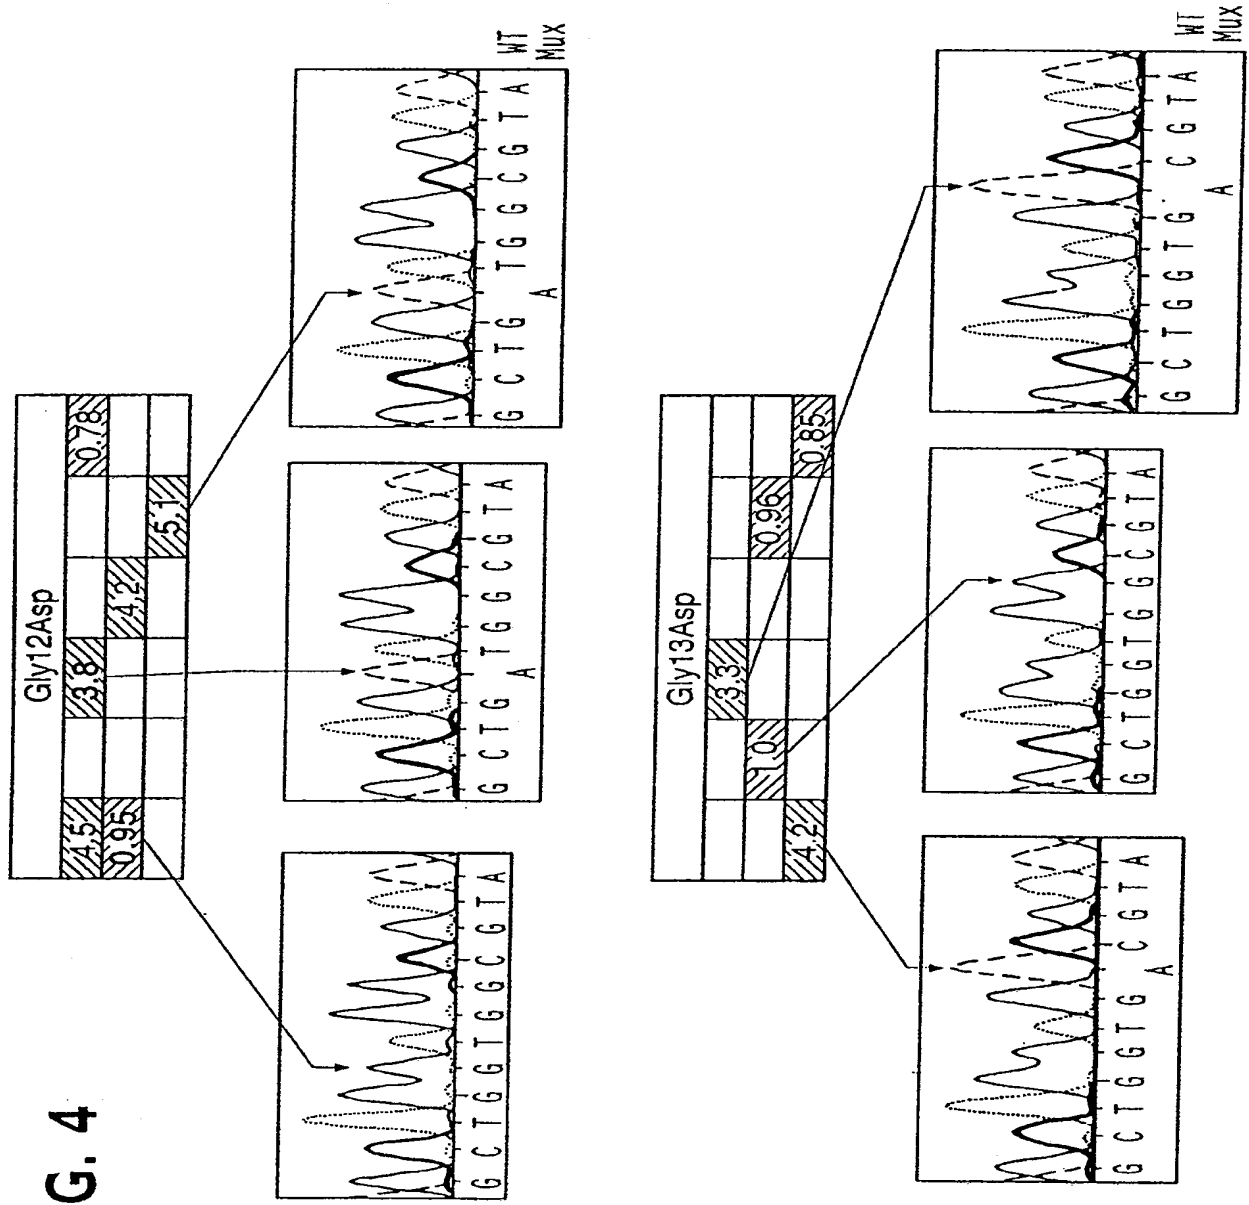 G. 4
Gly12Asp
4.5 3.8 0.78
0.95 4.2
5.1
G C T G G T G G C G T A
G C T G T G G C G T A
A
G C T G T G G C G T A WT
A Mux
Gly13Asp
3.3
1.0 0.96
4.2 0.85
G C T G G T G C G T A
A
G C T G G T G G C G T A
G C T G G T G C G T A WT
A Mux